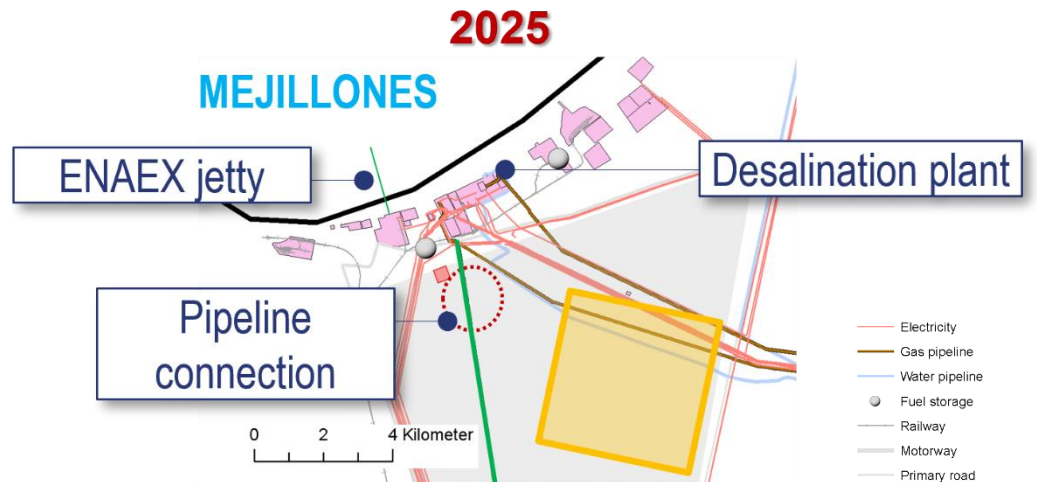 2025
MEJILLONES
ENAEX jetty
Desalination plant
Pipeline
connection
0 2 4 Kilometer
Electricity
Gas pipeline
Water pipeline
Fuel storage
Railway
Motorway
Primary road